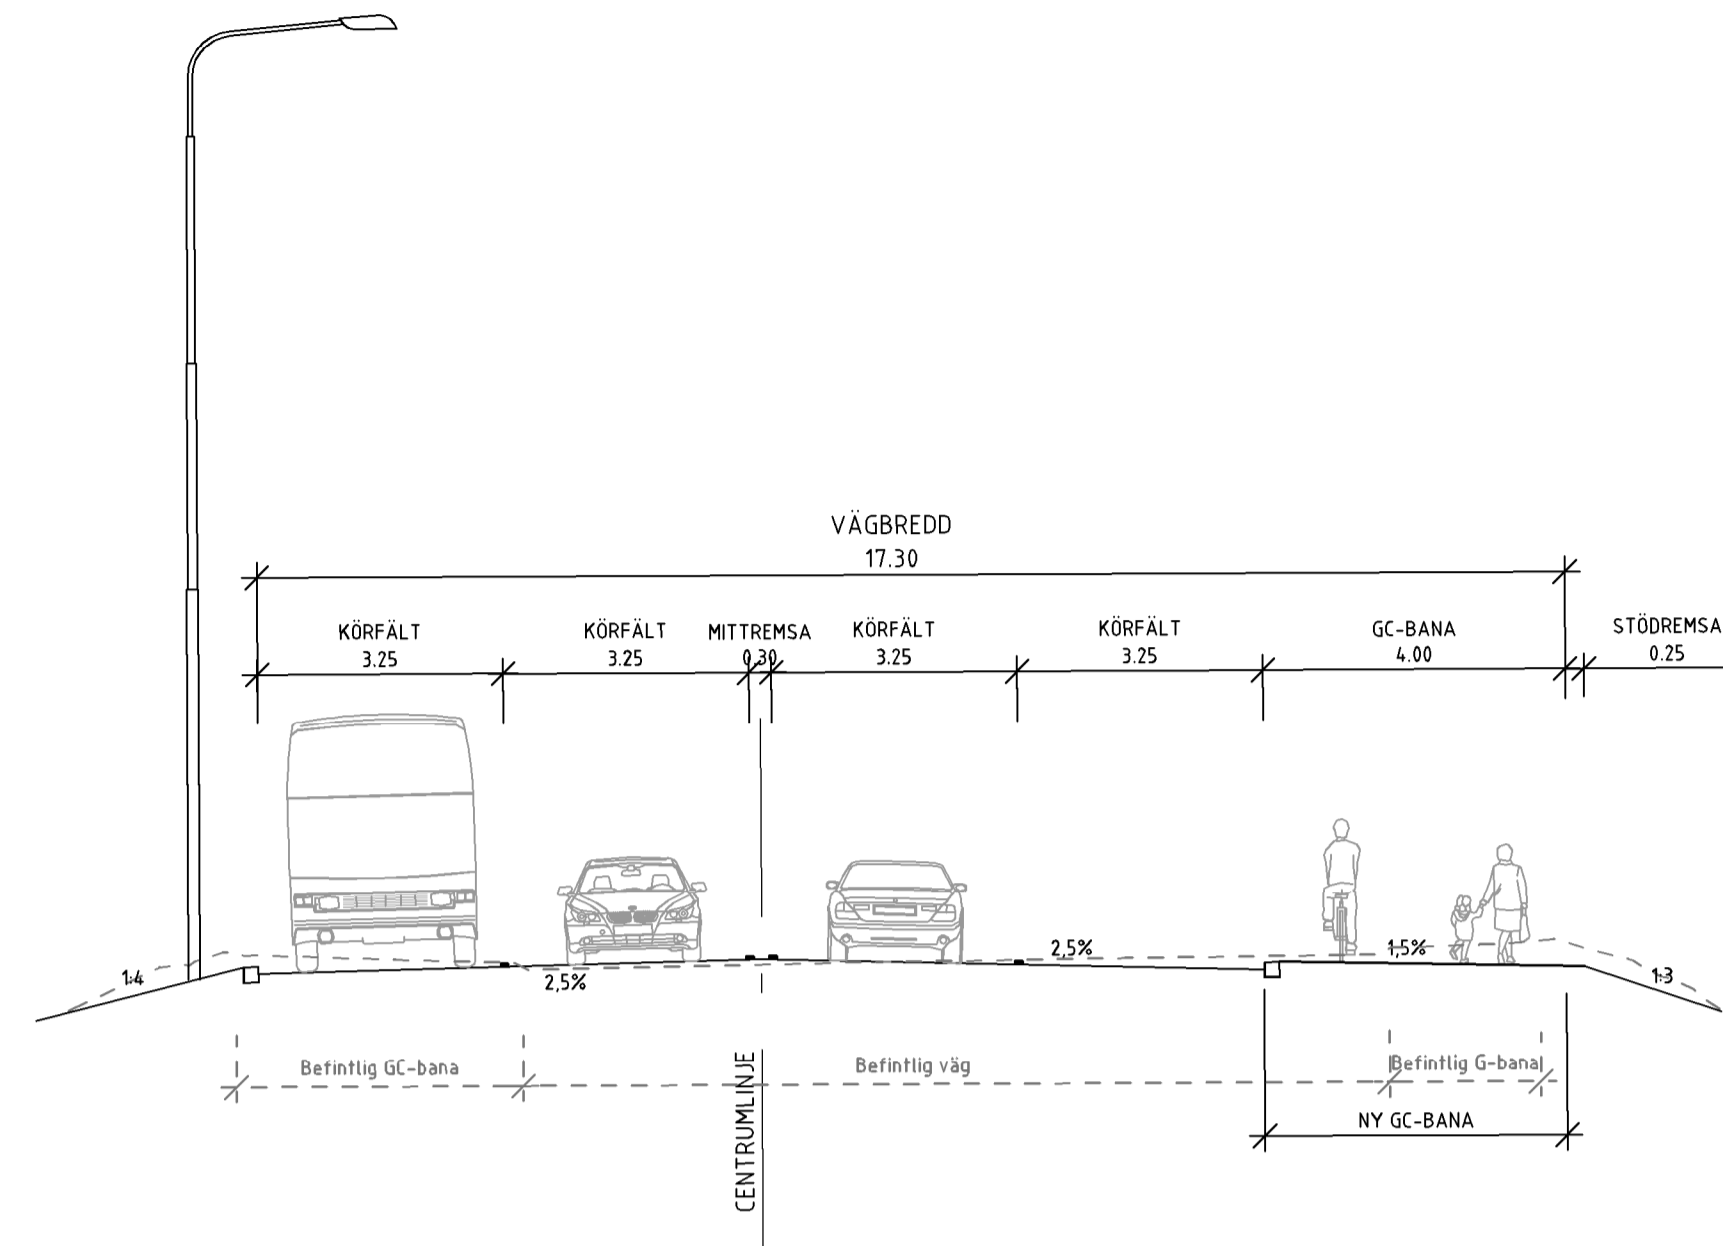 VÄGBREDD
17.30
KÖRFÄLT
3.25
KÖRFÄLT
3.25
MITTREMSA
0.30
KÖRFÄLT
3.25
KÖRFÄLT
3.25
GC-BANA
4.00
STÖDREMSA
0.25
1:4
2,5%
2,5%
1,5%
1:3
Befintlig GC-bana
Befintlig väg
Befintlig G-bana
NY GC-BANA
CENTRUMLINJE